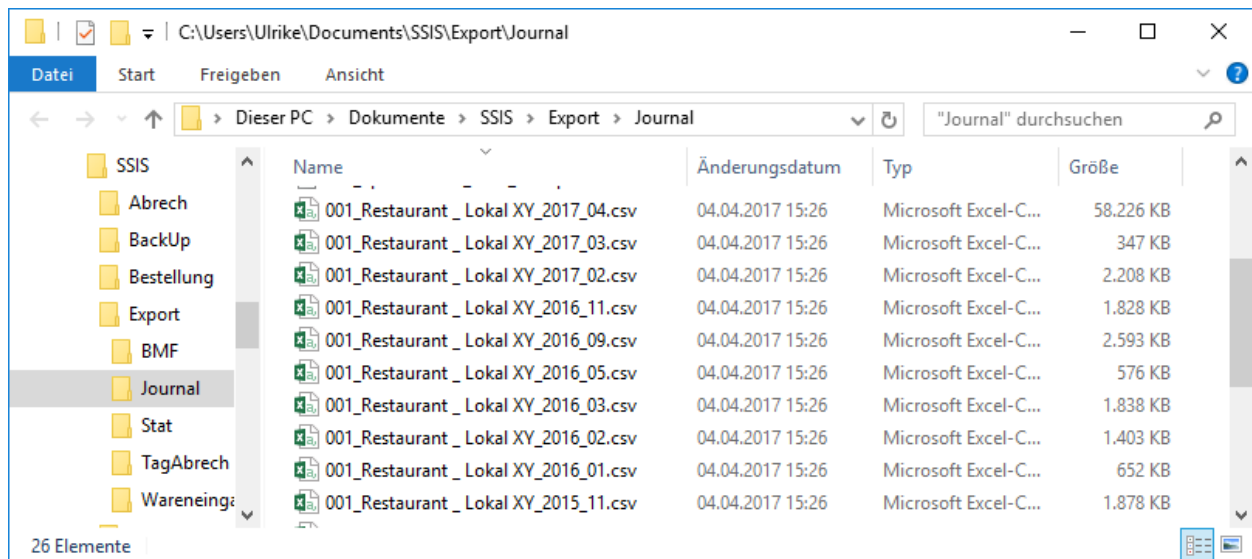 C:\Users\Ulrike\Documents\SSIS\Export\Journal
Datei Start Freigeben Ansicht
Dieser PC > Dokumente > SSIS > Export > Journal "Journal" durchsuchen
SSIS
Abrech
BackUp
Bestellung
Export
BMF
Journal
Stat
TagAbrech
Wareneinga
Name Änderungsdatum Typ Größe
001_Restaurant _ Lokal XY_2017_04.csv 04.04.2017 15:26 Microsoft Excel-C... 58.226 KB
001_Restaurant _ Lokal XY_2017_03.csv 04.04.2017 15:26 Microsoft Excel-C... 347 KB
001_Restaurant _ Lokal XY_2017_02.csv 04.04.2017 15:26 Microsoft Excel-C... 2.208 KB
001_Restaurant _ Lokal XY_2016_11.csv 04.04.2017 15:26 Microsoft Excel-C... 1.828 KB
001_Restaurant _ Lokal XY_2016_09.csv 04.04.2017 15:26 Microsoft Excel-C... 2.593 KB
001_Restaurant _ Lokal XY_2016_05.csv 04.04.2017 15:26 Microsoft Excel-C... 576 KB
001_Restaurant _ Lokal XY_2016_03.csv 04.04.2017 15:26 Microsoft Excel-C... 1.838 KB
001_Restaurant _ Lokal XY_2016_02.csv 04.04.2017 15:26 Microsoft Excel-C... 1.403 KB
001_Restaurant _ Lokal XY_2016_01.csv 04.04.2017 15:26 Microsoft Excel-C... 652 KB
001_Restaurant _ Lokal XY_2015_11.csv 04.04.2017 15:26 Microsoft Excel-C... 1.878 KB
26 Elemente